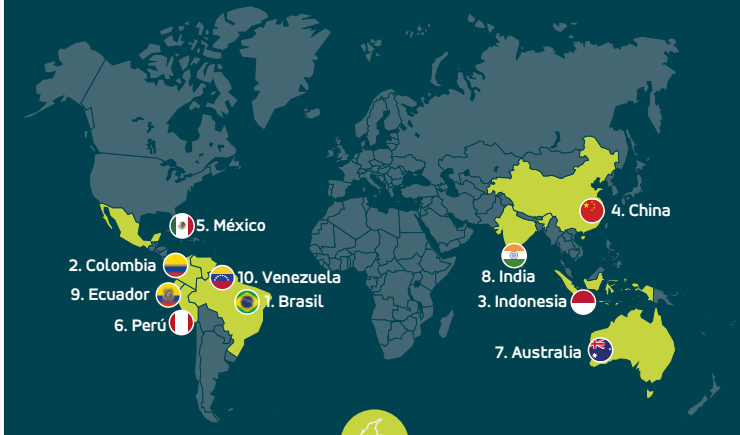 5. México
4. China
2. Colombia
10. Venezuela
8. India
9. Ecuador
1. Brasil
3. Indonesia
6. Perú
7. Australia